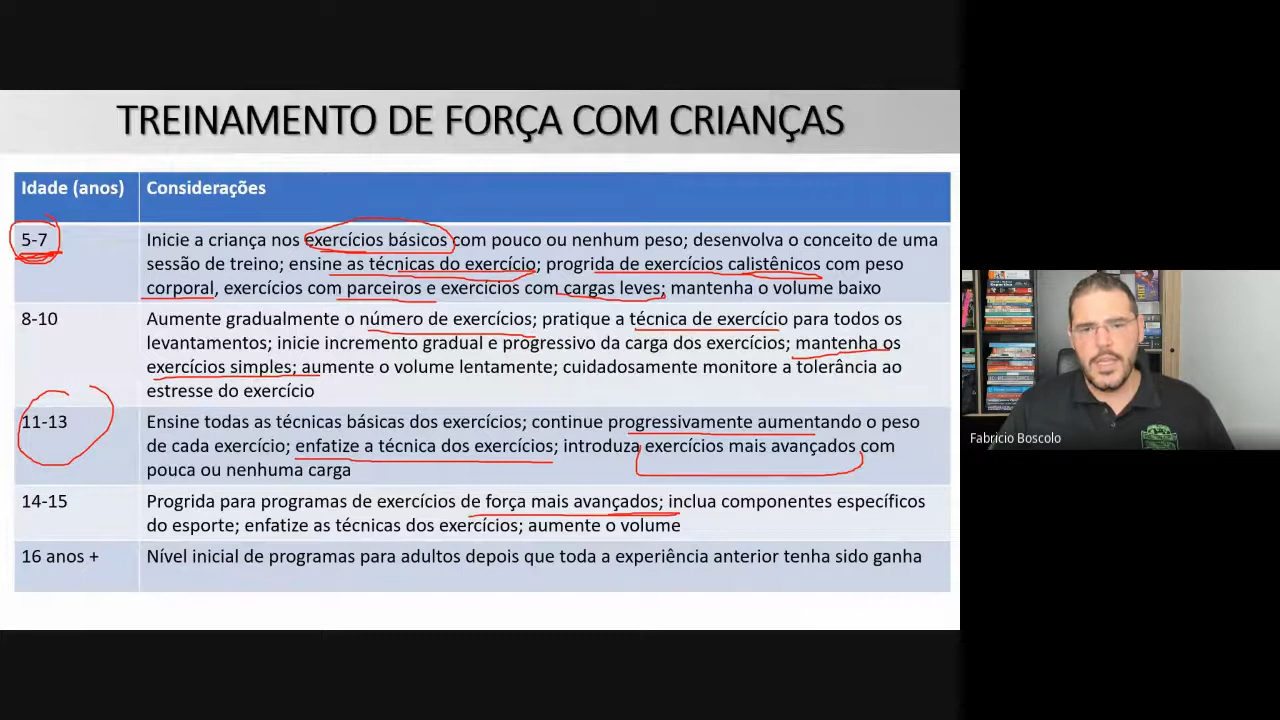 TREINAMENTO DE FORÇA COM CRIANÇAS
Idade (anos)
Considerações
5-7
Inicie a criança nos exercícios básicos com pouco ou nenhum peso; desenvolva o conceito de uma
sessão de treino; ensine as técnicas do exercício; progrida de exercícios calistênicos com peso
corporal, exercícios com parceiros e exercícios com cargas leves; mantenha o volume baixo
8-10
Aumente gradualmente o número de exercícios; pratique a técnica de exercício para todos os
levantamentos; inicie incremento gradual e progressivo da carga dos exercícios; mantenha os
exercícios simples; aumente o volume lentamente; cuidadosamente monitore a tolerância ao
estresse do exercício
11-13
Ensine todas as técnicas básicas dos exercícios; continue progressivamente aumentando o peso
de cada exercício; enfatize a técnica de exercícios; introduza exercícios mais avançados com
pouca ou nenhuma carga
14-15
Progrida para programas de exercícios de força mais avançados; inclua componentes específicos
do esporte; enfatize as técnicas dos exercícios; aumente o volume
16 anos +
Nível inicial de programas para adultos depois que toda a experiência anterior tenha sido ganha
Fabricio Boscolo